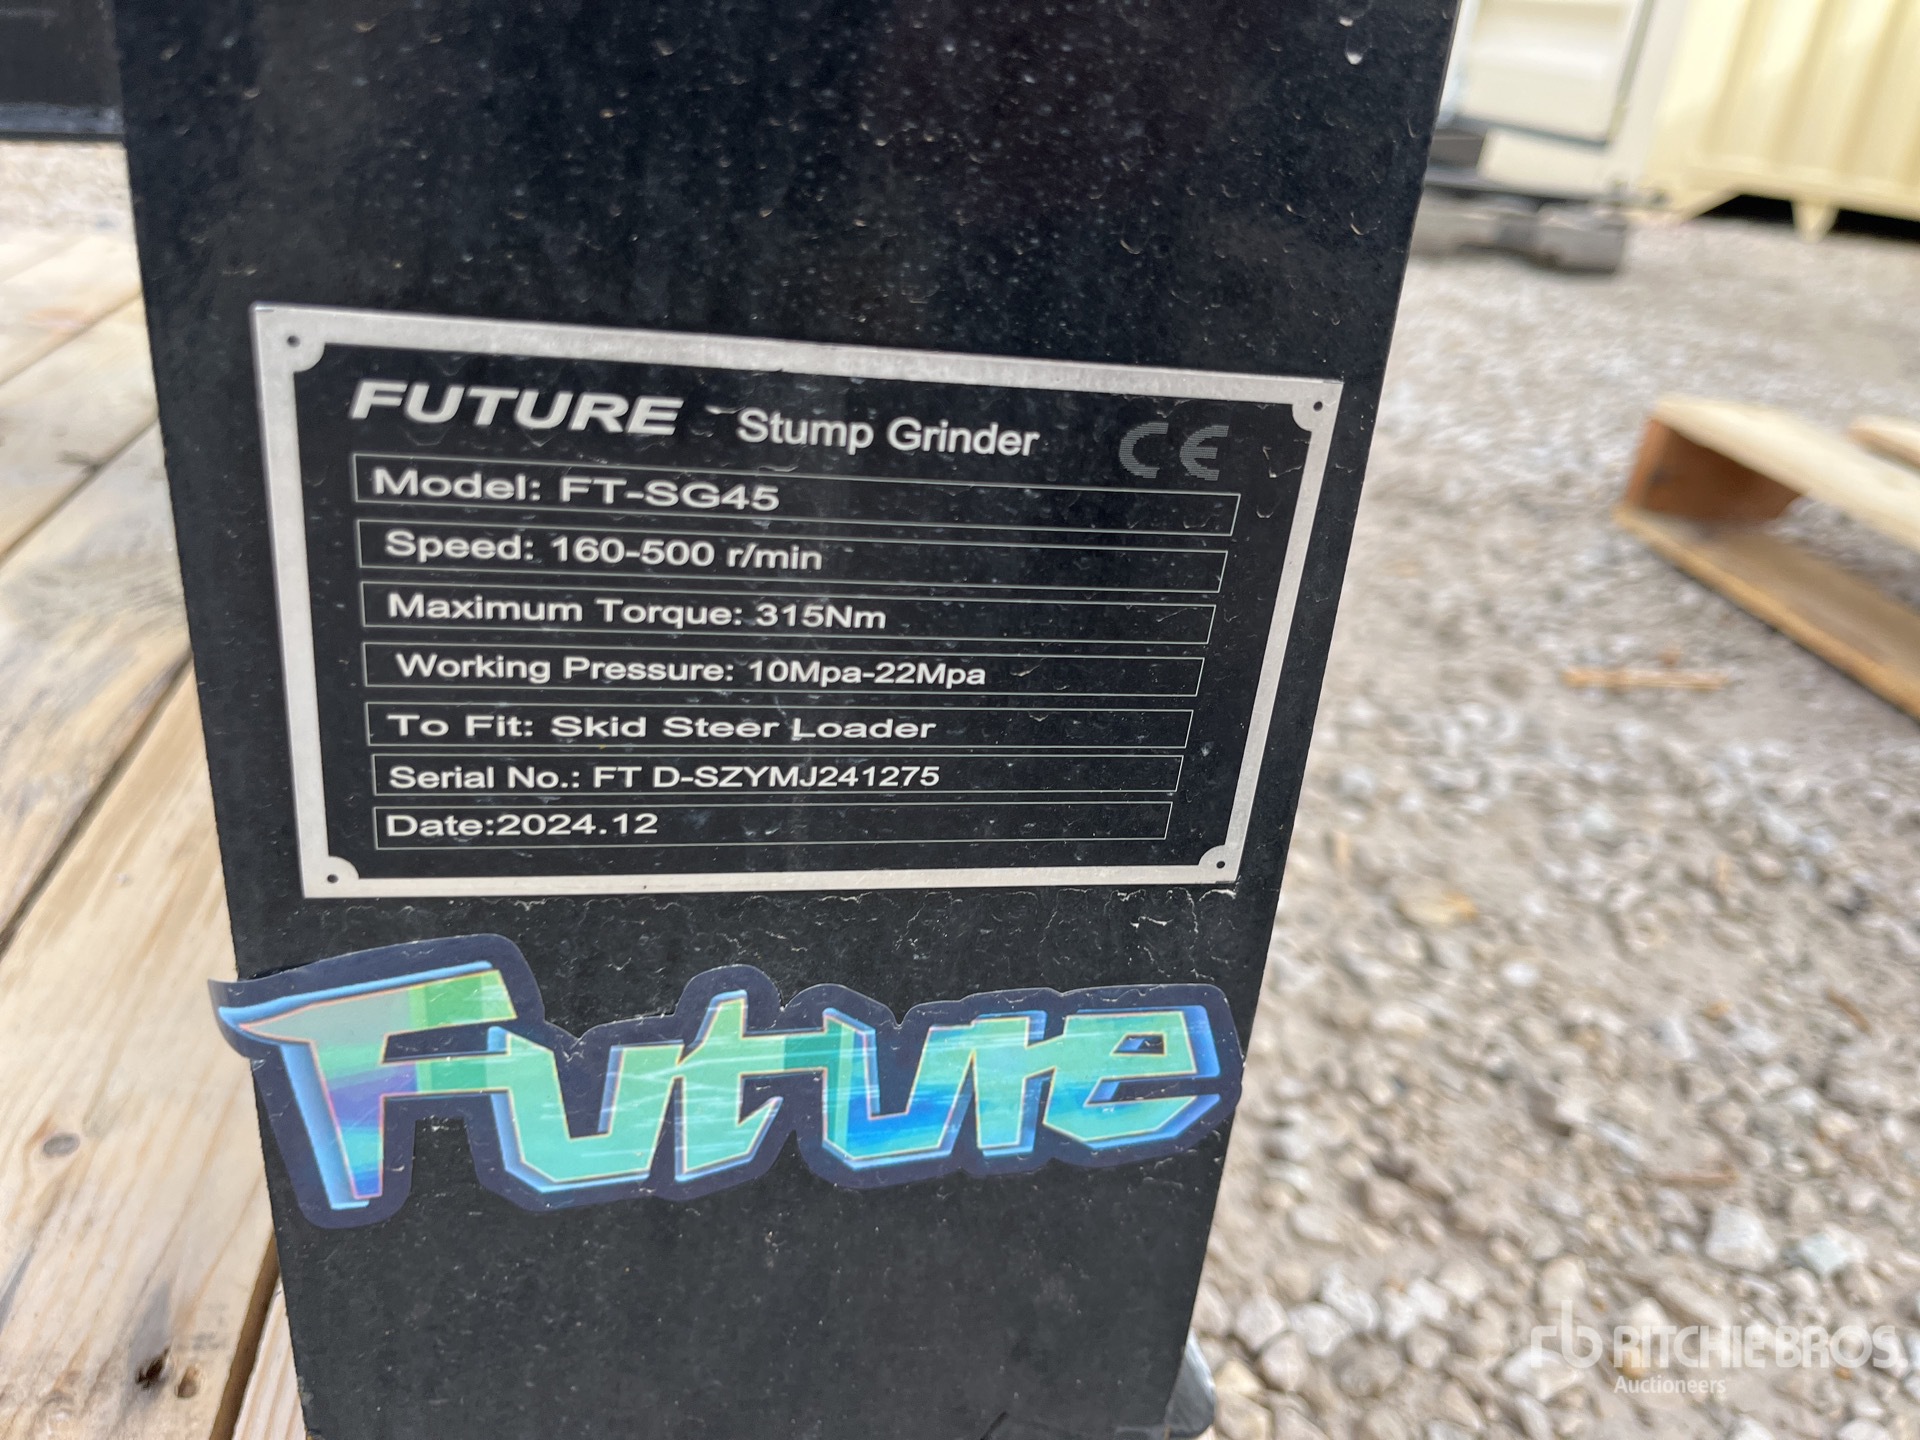 FUTURE Stump Grinder CE
Model: FT-SG45
Speed: 160-500 r/min
Maximum Torque: 315Nm
Working Pressure: 10Mpa-22Mpa
To Fit: Skid Steer Loader
Serial No.: FT D-SZYMJ241275
Date:2024.12
Future
rb RITCHIE BROS.
Auctioneers